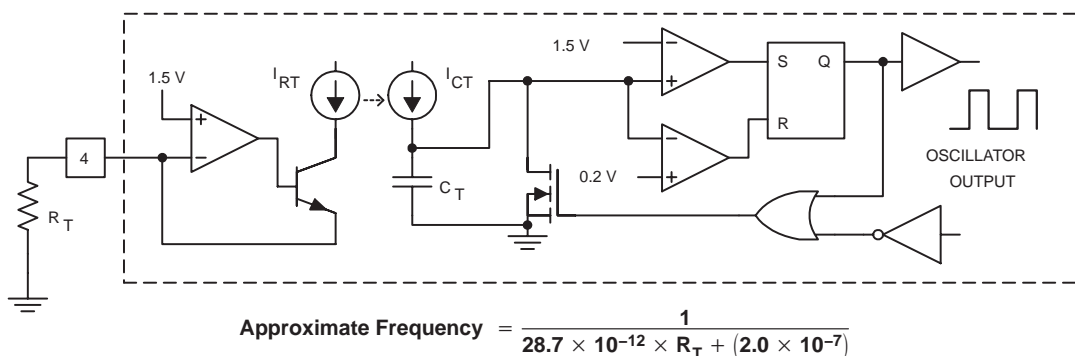 1.5 V
I RT
I CT
1.5 V
S Q
R
4
R T
C T
0.2 V
OSCILLATOR
OUTPUT
+
−
−
+
−
+
Approximate Frequency = 1 / 28.7 × 10–12 × R T + (2.0 × 10–7)